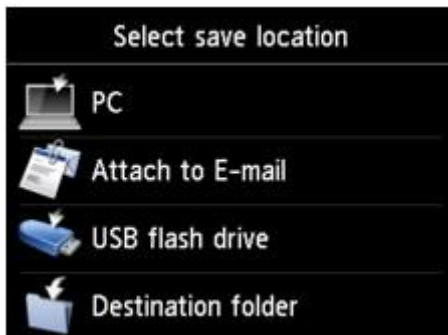 Select save location
PC
Attach to E-mail
USB flash drive
Destination folder